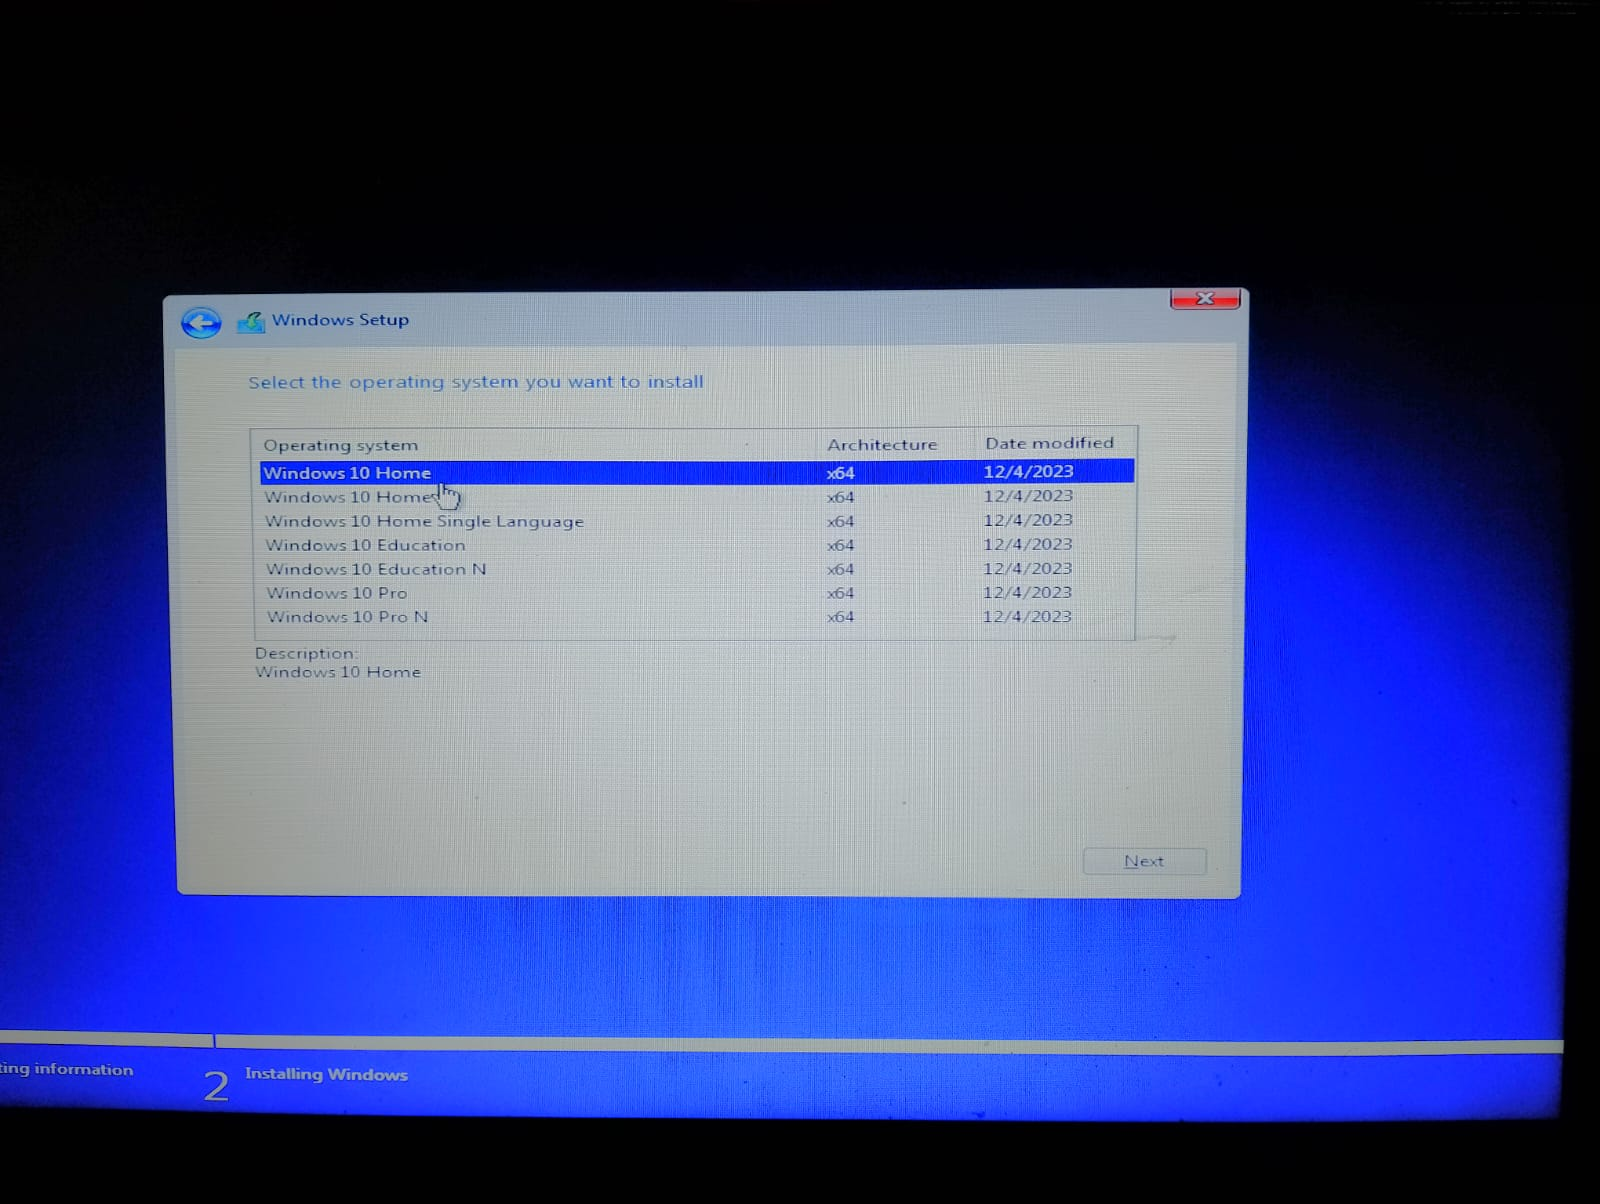 Windows Setup
Select the operating system you want to install
Operating system Architecture Date modified
Windows 10 Home x64 12/4/2023
Windows 10 Home x64 12/4/2023
Windows 10 Home Single Language x64 12/4/2023
Windows 10 Education x64 12/4/2023
Windows 10 Education N x64 12/4/2023
Windows 10 Pro x64 12/4/2023
Windows 10 Pro N x64 12/4/2023
Description:
Windows 10 Home
Next
ting information
2 Installing Windows